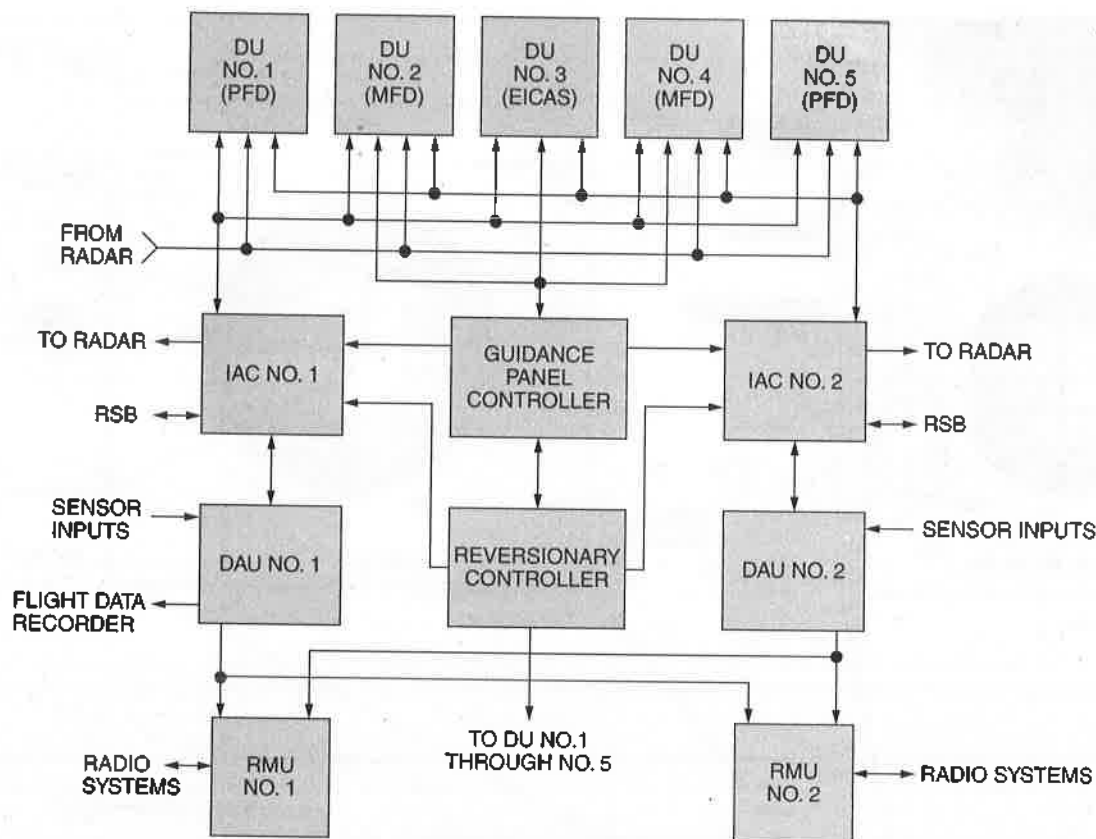 DU
NO. 1
(PFD)
DU
NO. 2
(MFD)
DU
NO. 3
(EICAS)
DU
NO. 4
(MFD)
DU
NO. 5
(PFD)
FROM
RADAR
TO RADAR
IAC NO. 1
GUIDANCE
PANEL
CONTROLLER
IAC NO. 2
TO RADAR
RSB
RSB
SENSOR
INPUTS
DAU NO. 1
REVERSIONARY
CONTROLLER
DAU NO. 2
SENSOR INPUTS
FLIGHT DATA
RECORDER
RADIO
SYSTEMS
RMU
NO. 1
TO DU NO.1
THROUGH NO. 5
RMU
NO. 2
RADIO SYSTEMS